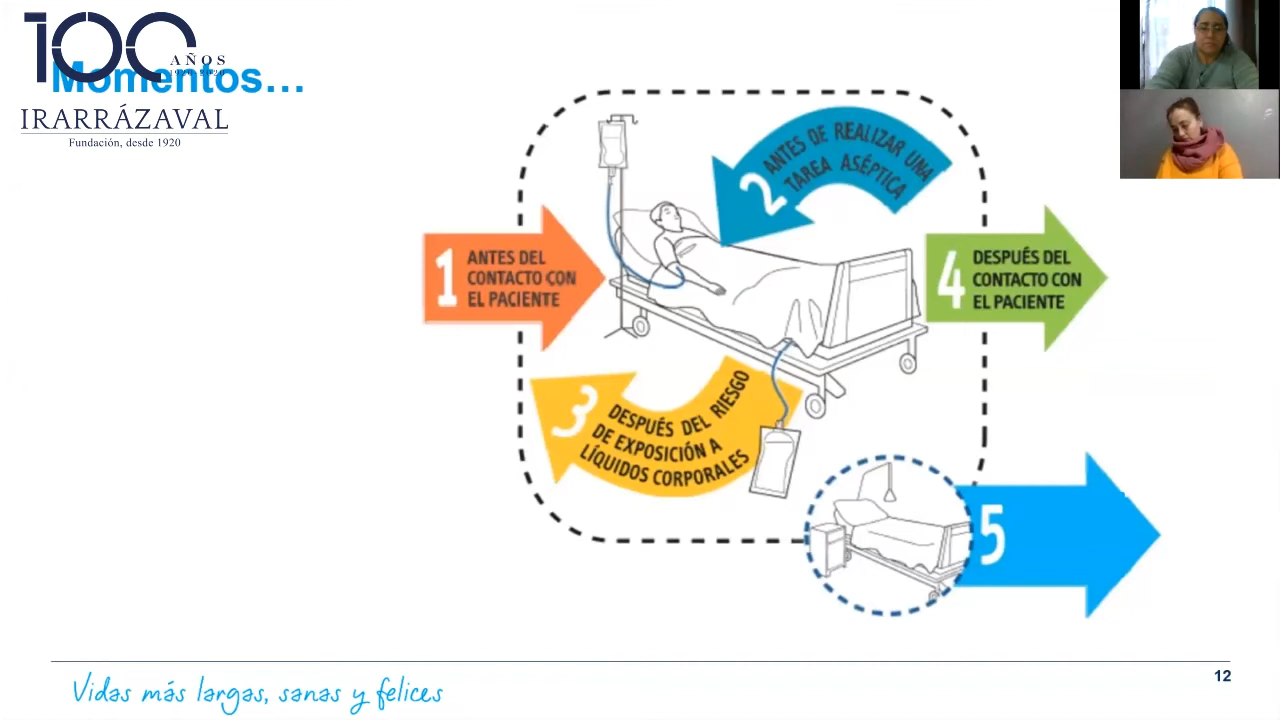 100
AÑOS
1920-2020
Momentos...
IRARRÁZAVAL
Fundación, desde 1920
1 ANTES DEL
CONTACTO CON
EL PACIENTE
2 ANTES DE REALIZAR UNA
TAREA ASÉPTICA
3 DESPUÉS DEL RIESGO
DE EXPOSICIÓN A
LÍQUIDOS CORPORALES
4 DESPUÉS DEL
CONTACTO CON
EL PACIENTE
5
Vidas más largas, sanas y felices
12